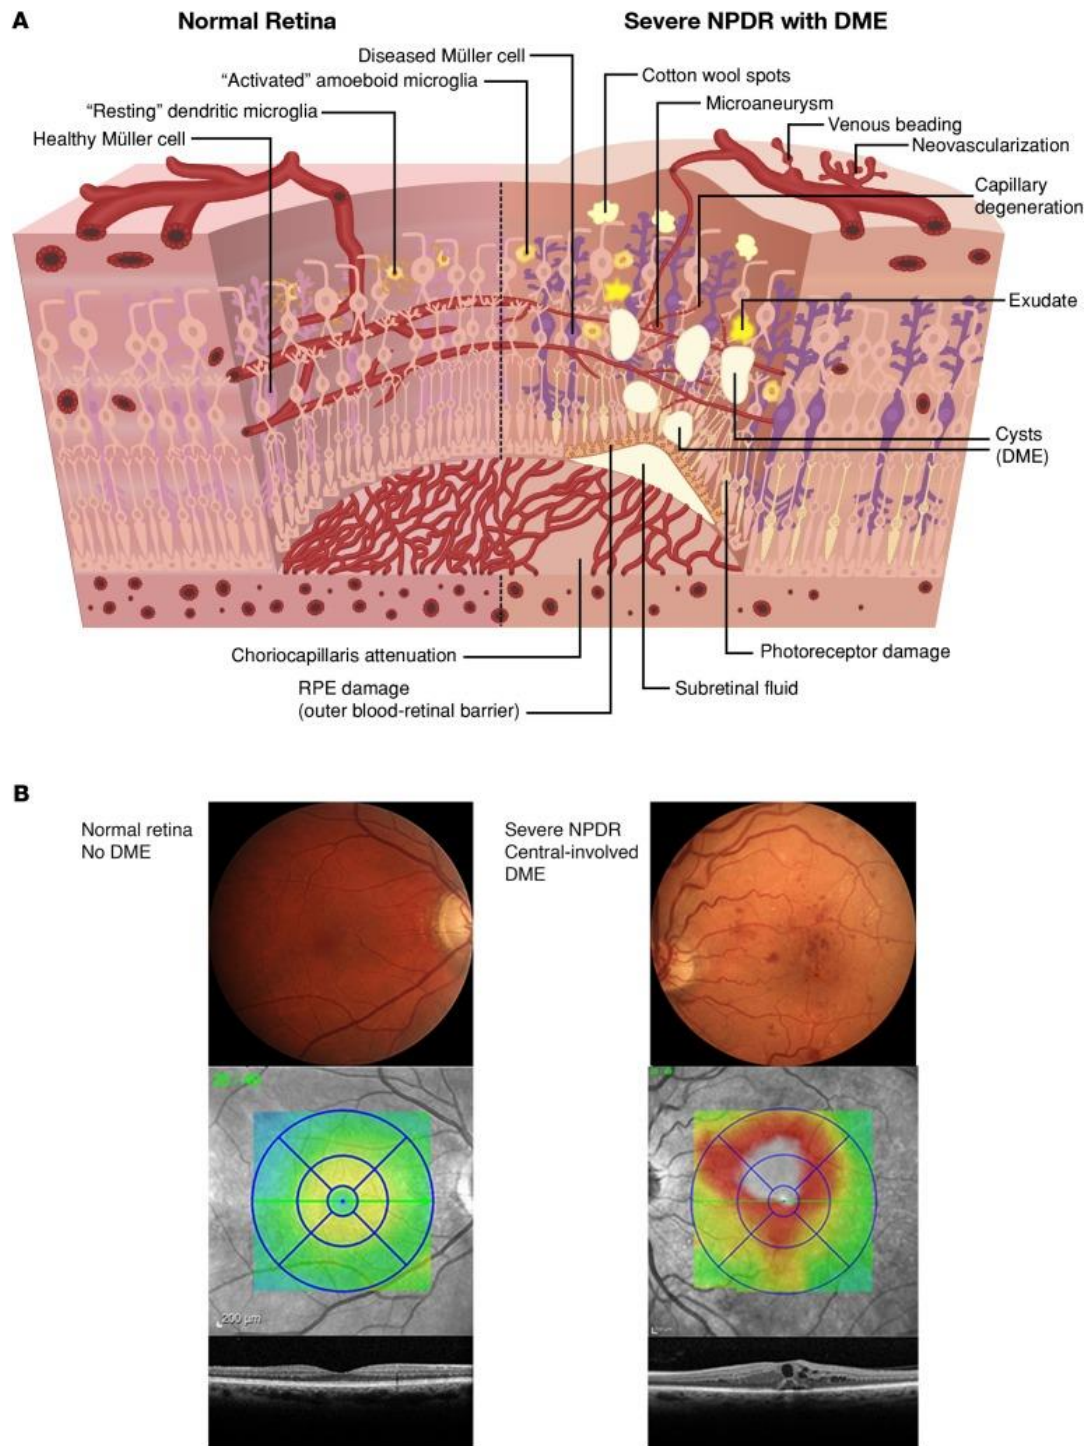 A
Normal Retina
Severe NPDR with DME
Diseased Müller cell
"Activated" amoeboid microglia
"Resting" dendritic microglia
Healthy Müller cell
Cotton wool spots
Microaneurysm
Venous beading
Neovascularization
Capillary
degeneration
Exudate
Cysts
(DME)
Photoreceptor damage
Subretinal fluid
Choriocapillaris attenuation
RPE damage
(outer blood-retinal barrier)
B
Normal retina
No DME
Severe NPDR
Central-involved
DME
200 µm